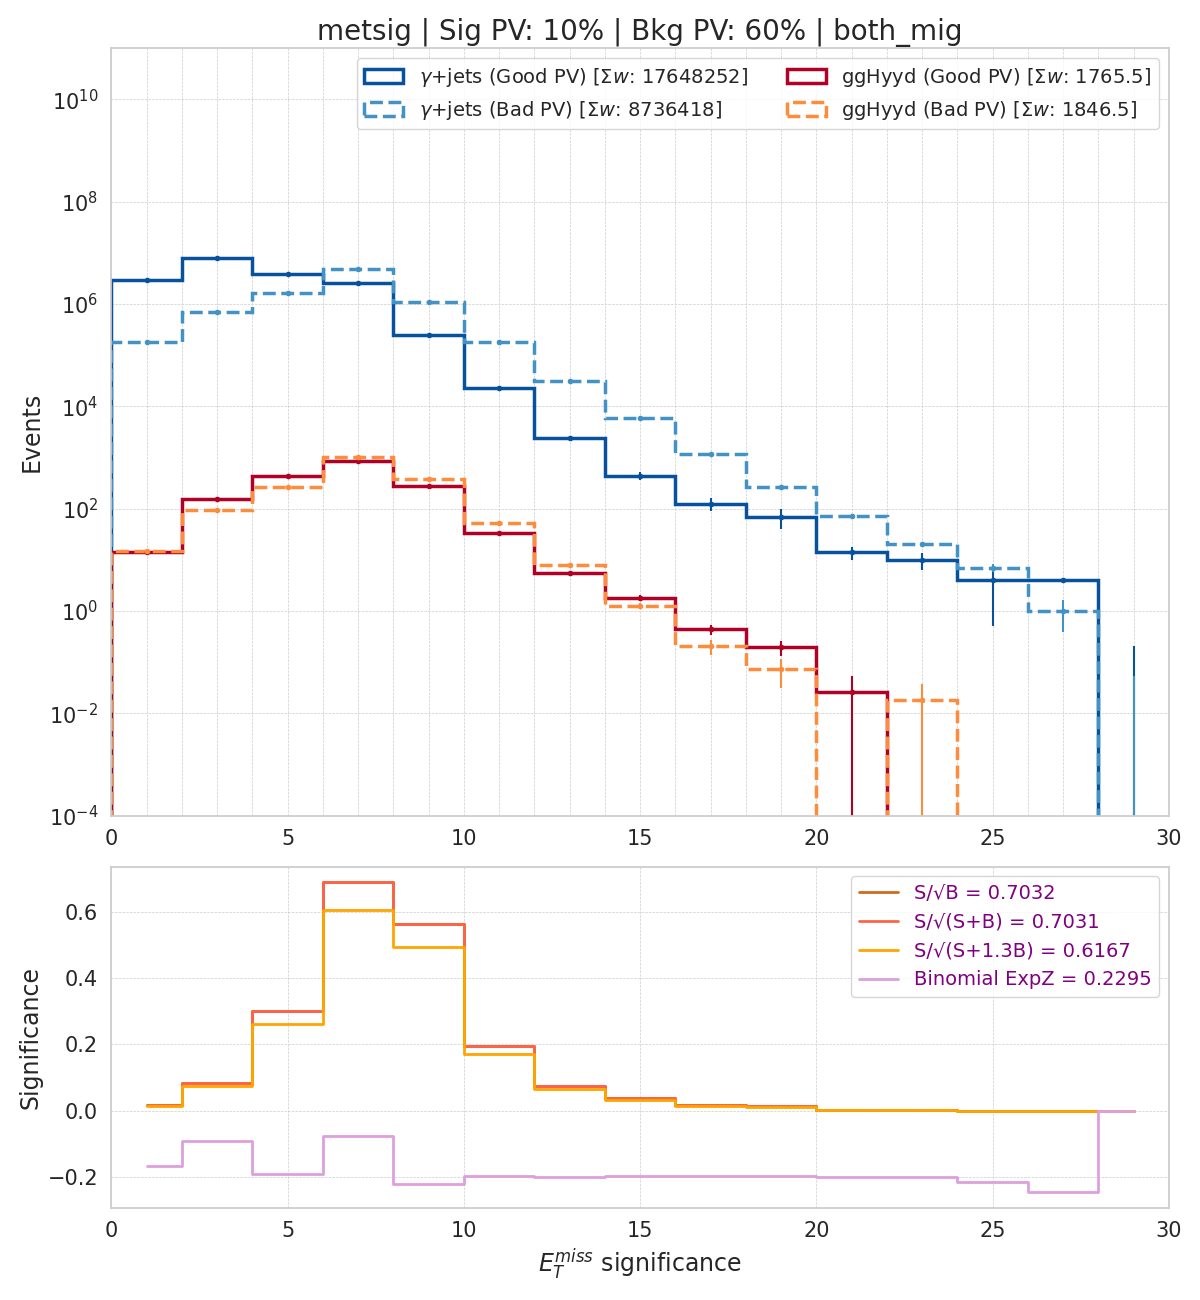 metsig | Sig PV: 10% | Bkg PV: 60% | both_mig
γ+jets (Good PV) [Σw: 17648252]
γ+jets (Bad PV) [Σw: 8736418]
ggHyyd (Good PV) [Σw: 1765.5]
ggHyyd (Bad PV) [Σw: 1846.5]
Events
10¹⁰
10⁸
10⁶
10⁴
10²
10⁰
10⁻²
10⁻⁴
0 5 10 15 20 25 30
S/√B = 0.7032
S/√(S+B) = 0.7031
S/√(S+1.3B) = 0.6167
Binomial ExpZ = 0.2295
Significance
0.6
0.4
0.2
0.0
−0.2
0 5 10 15 20 25 30
E_T^miss significance